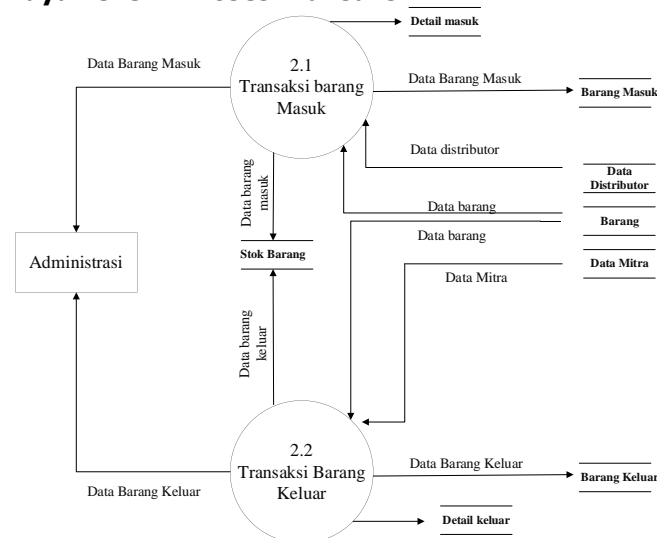 Detail masuk
2.1
Transaksi barang
Masuk
Data Barang Masuk
Data Barang Masuk
Barang Masuk
Data distributor
Data
Distributor
Data barang
masuk
Data barang
Barang
Data barang
Stok Barang
Data Mitra
Data Mitra
Administrasi
Data barang
keluar
2.2
Transaksi Barang
Keluar
Data Barang Keluar
Barang Keluar
Data Barang Keluar
Detail keluar